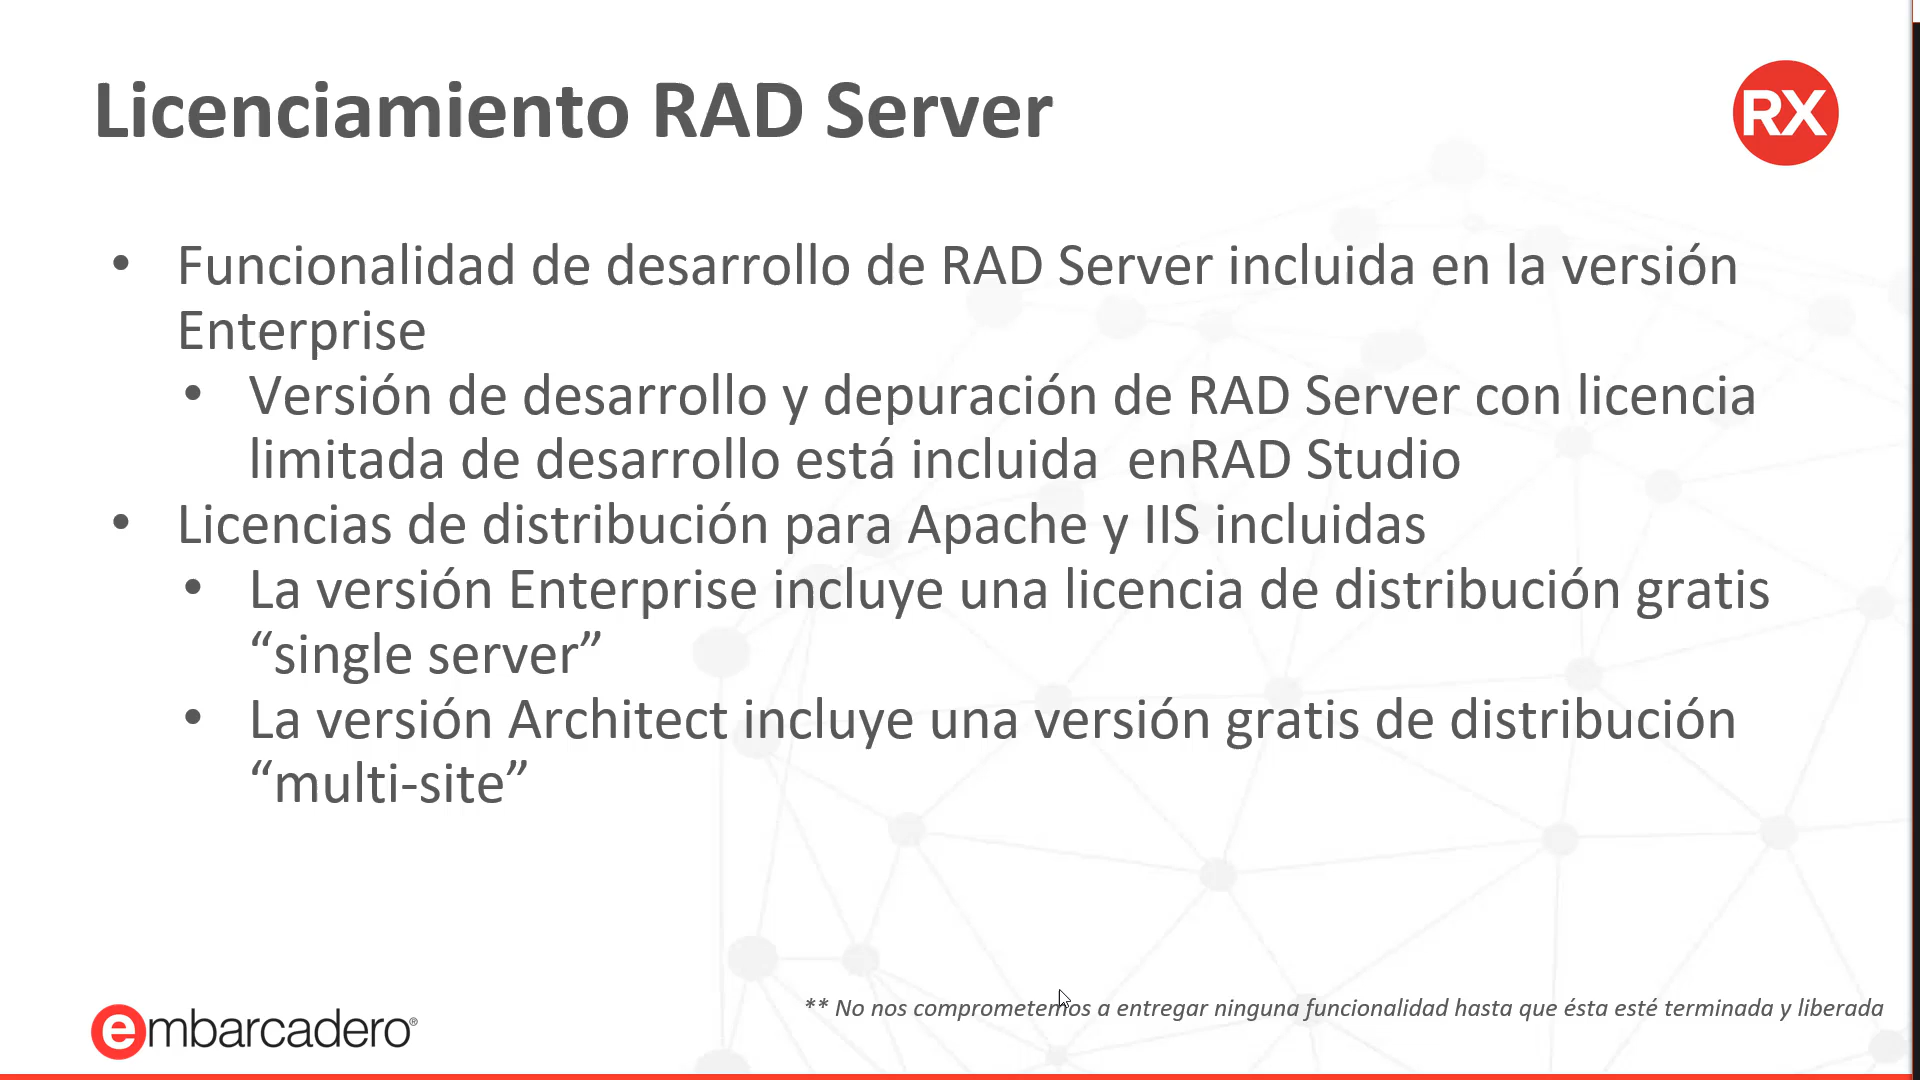 Licenciamiento RAD Server
RX
• Funcionalidad de desarrollo de RAD Server incluida en la versión
Enterprise
• Versión de desarrollo y depuración de RAD Server con licencia
limitada de desarrollo está incluida  enRAD Studio
• Licencias de distribución para Apache y IIS incluidas
• La versión Enterprise incluye una licencia de distribución gratis
“single server”
• La versión Architect incluye una versión gratis de distribución
“multi-site”
** No nos comprometemos a entregar ninguna funcionalidad hasta que ésta esté terminada y liberada
embarcadero®